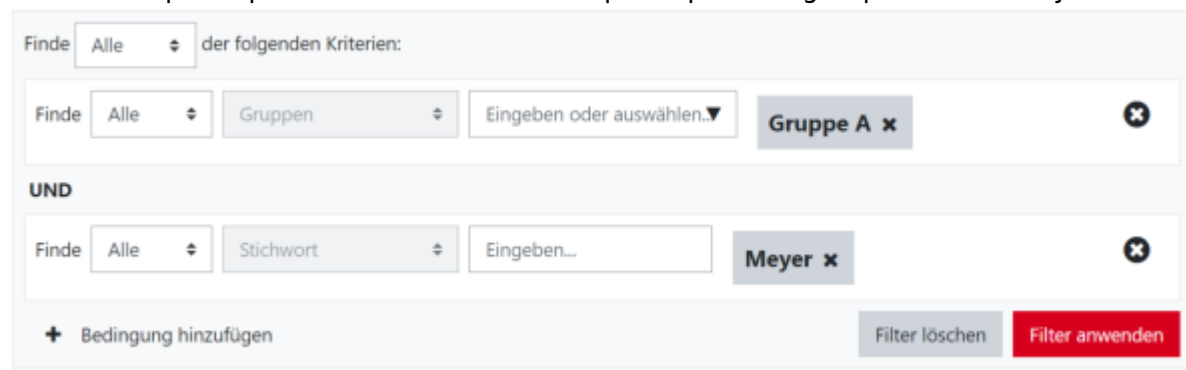 Finde Alle der folgenden Kriterien:
Finde Alle Gruppen Eingeben oder auswählen.. Gruppe A ×
UND
Finde Alle Stichwort Eingeben... Meyer ×
+ Bedingung hinzufügen Filter löschen Filter anwenden